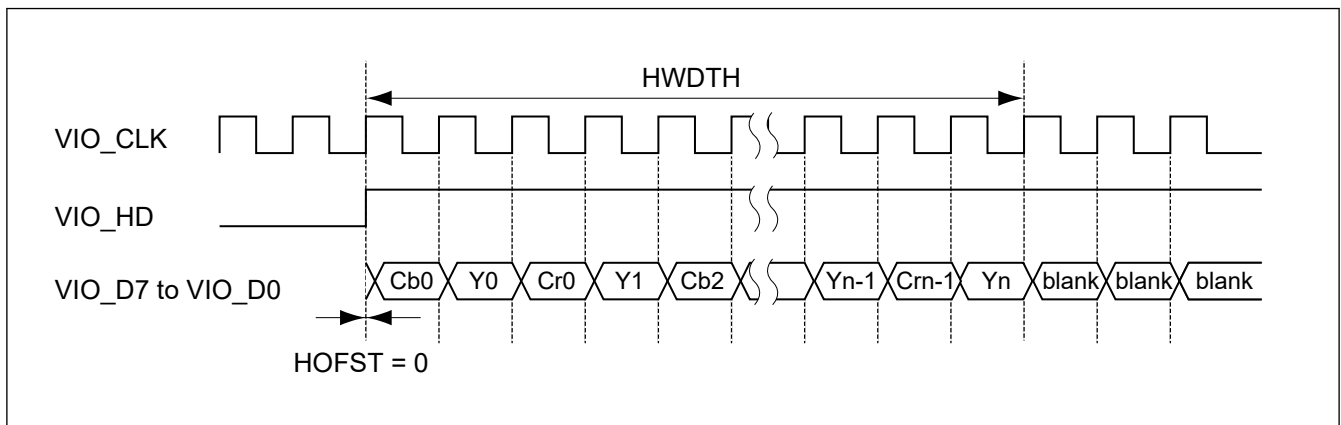 HWDTH
VIO_CLK
VIO_HD
VIO_D7 to VIO_D0 Cb0 Y0 Cr0 Y1 Cb2 Yn-1 Crn-1 Yn blank blank blank
HOFST = 0